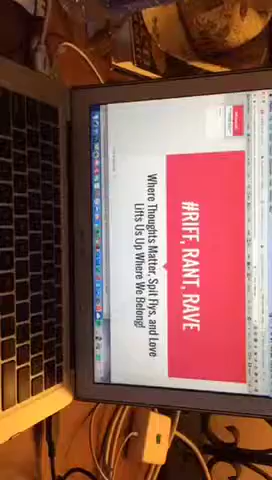 #RIFF, RANT, RAVE
Where Thoughts Matter, Spit Flys, and Love
Lifts Us Up Where We Belong!